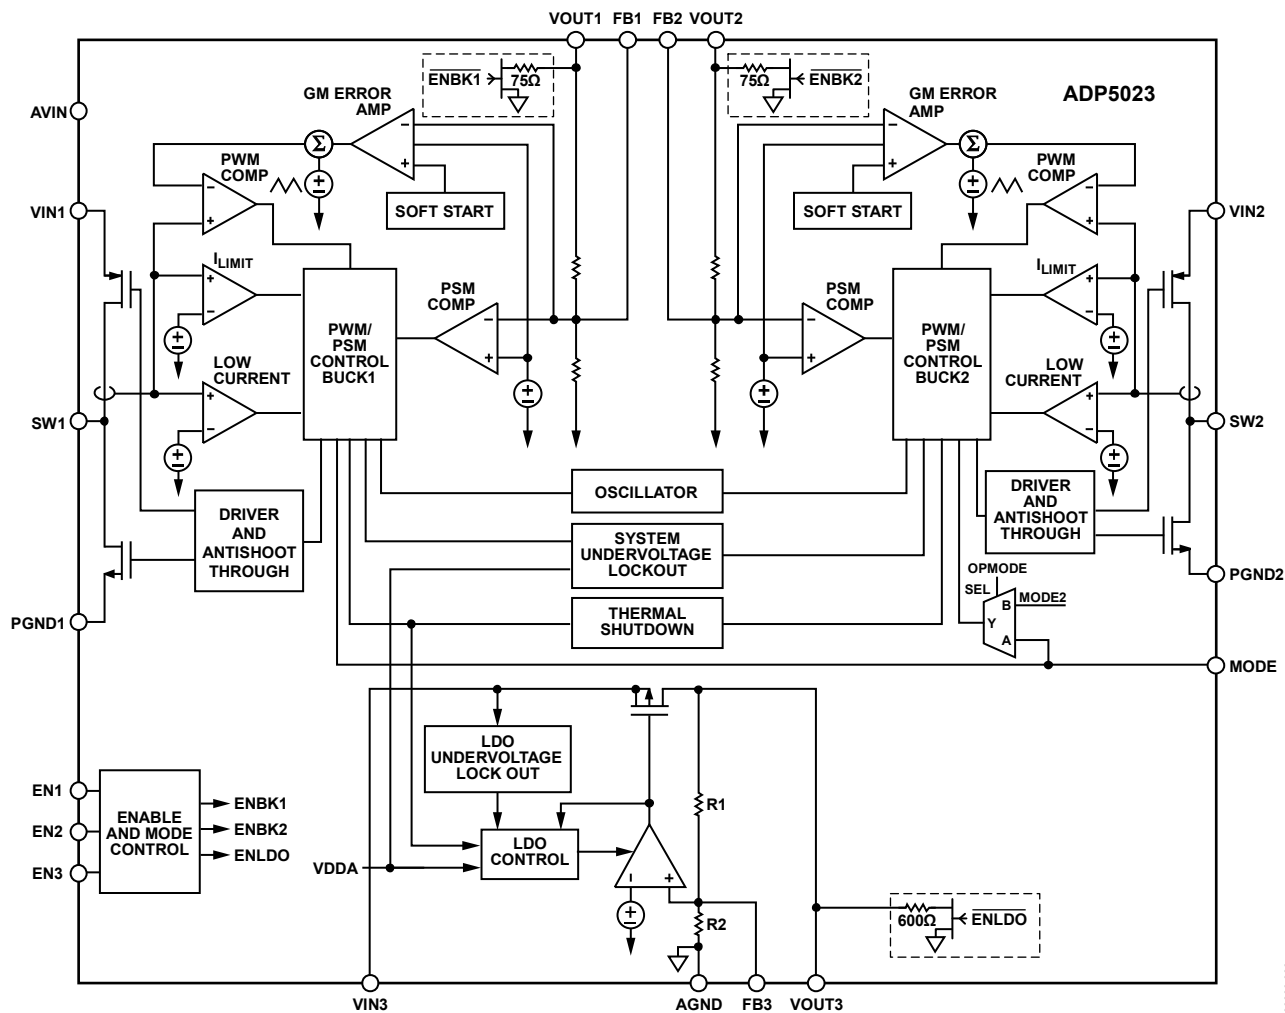 VOUT1 FB1 FB2 VOUT2
ENBK1
75Ω
75Ω
ENBK2
ADP5023
AVIN
GM ERROR
AMP
−
+
Σ
PWM
COMP
−
+
SOFT START
GM ERROR
AMP
−
+
Σ
PWM
COMP
−
+
SOFT START
VIN1
VIN2
ILIMIT
+
−
PWM/
PSM
CONTROL
BUCK1
PSM
COMP
−
+
PSM
COMP
−
+
PWM/
PSM
CONTROL
BUCK2
ILIMIT
+
−
LOW
CURRENT
+
−
LOW
CURRENT
+
−
SW1
SW2
OSCILLATOR
DRIVER
AND
ANTISHOOT
THROUGH
SYSTEM
UNDERVOLTAGE
LOCKOUT
DRIVER
AND
ANTISHOOT
THROUGH
THERMAL
SHUTDOWN
OPMODE
SEL
B
MODE2
Y
A
PGND1
PGND2
MODE
LDO
UNDERVOLTAGE
LOCK OUT
EN1
EN2
EN3
ENABLE
AND MODE
CONTROL
ENBK1
ENBK2
ENLDO
VDDA
LDO
CONTROL
−
+
R1
R2
600Ω
ENLDO
VIN3
AGND
FB3
VOUT3